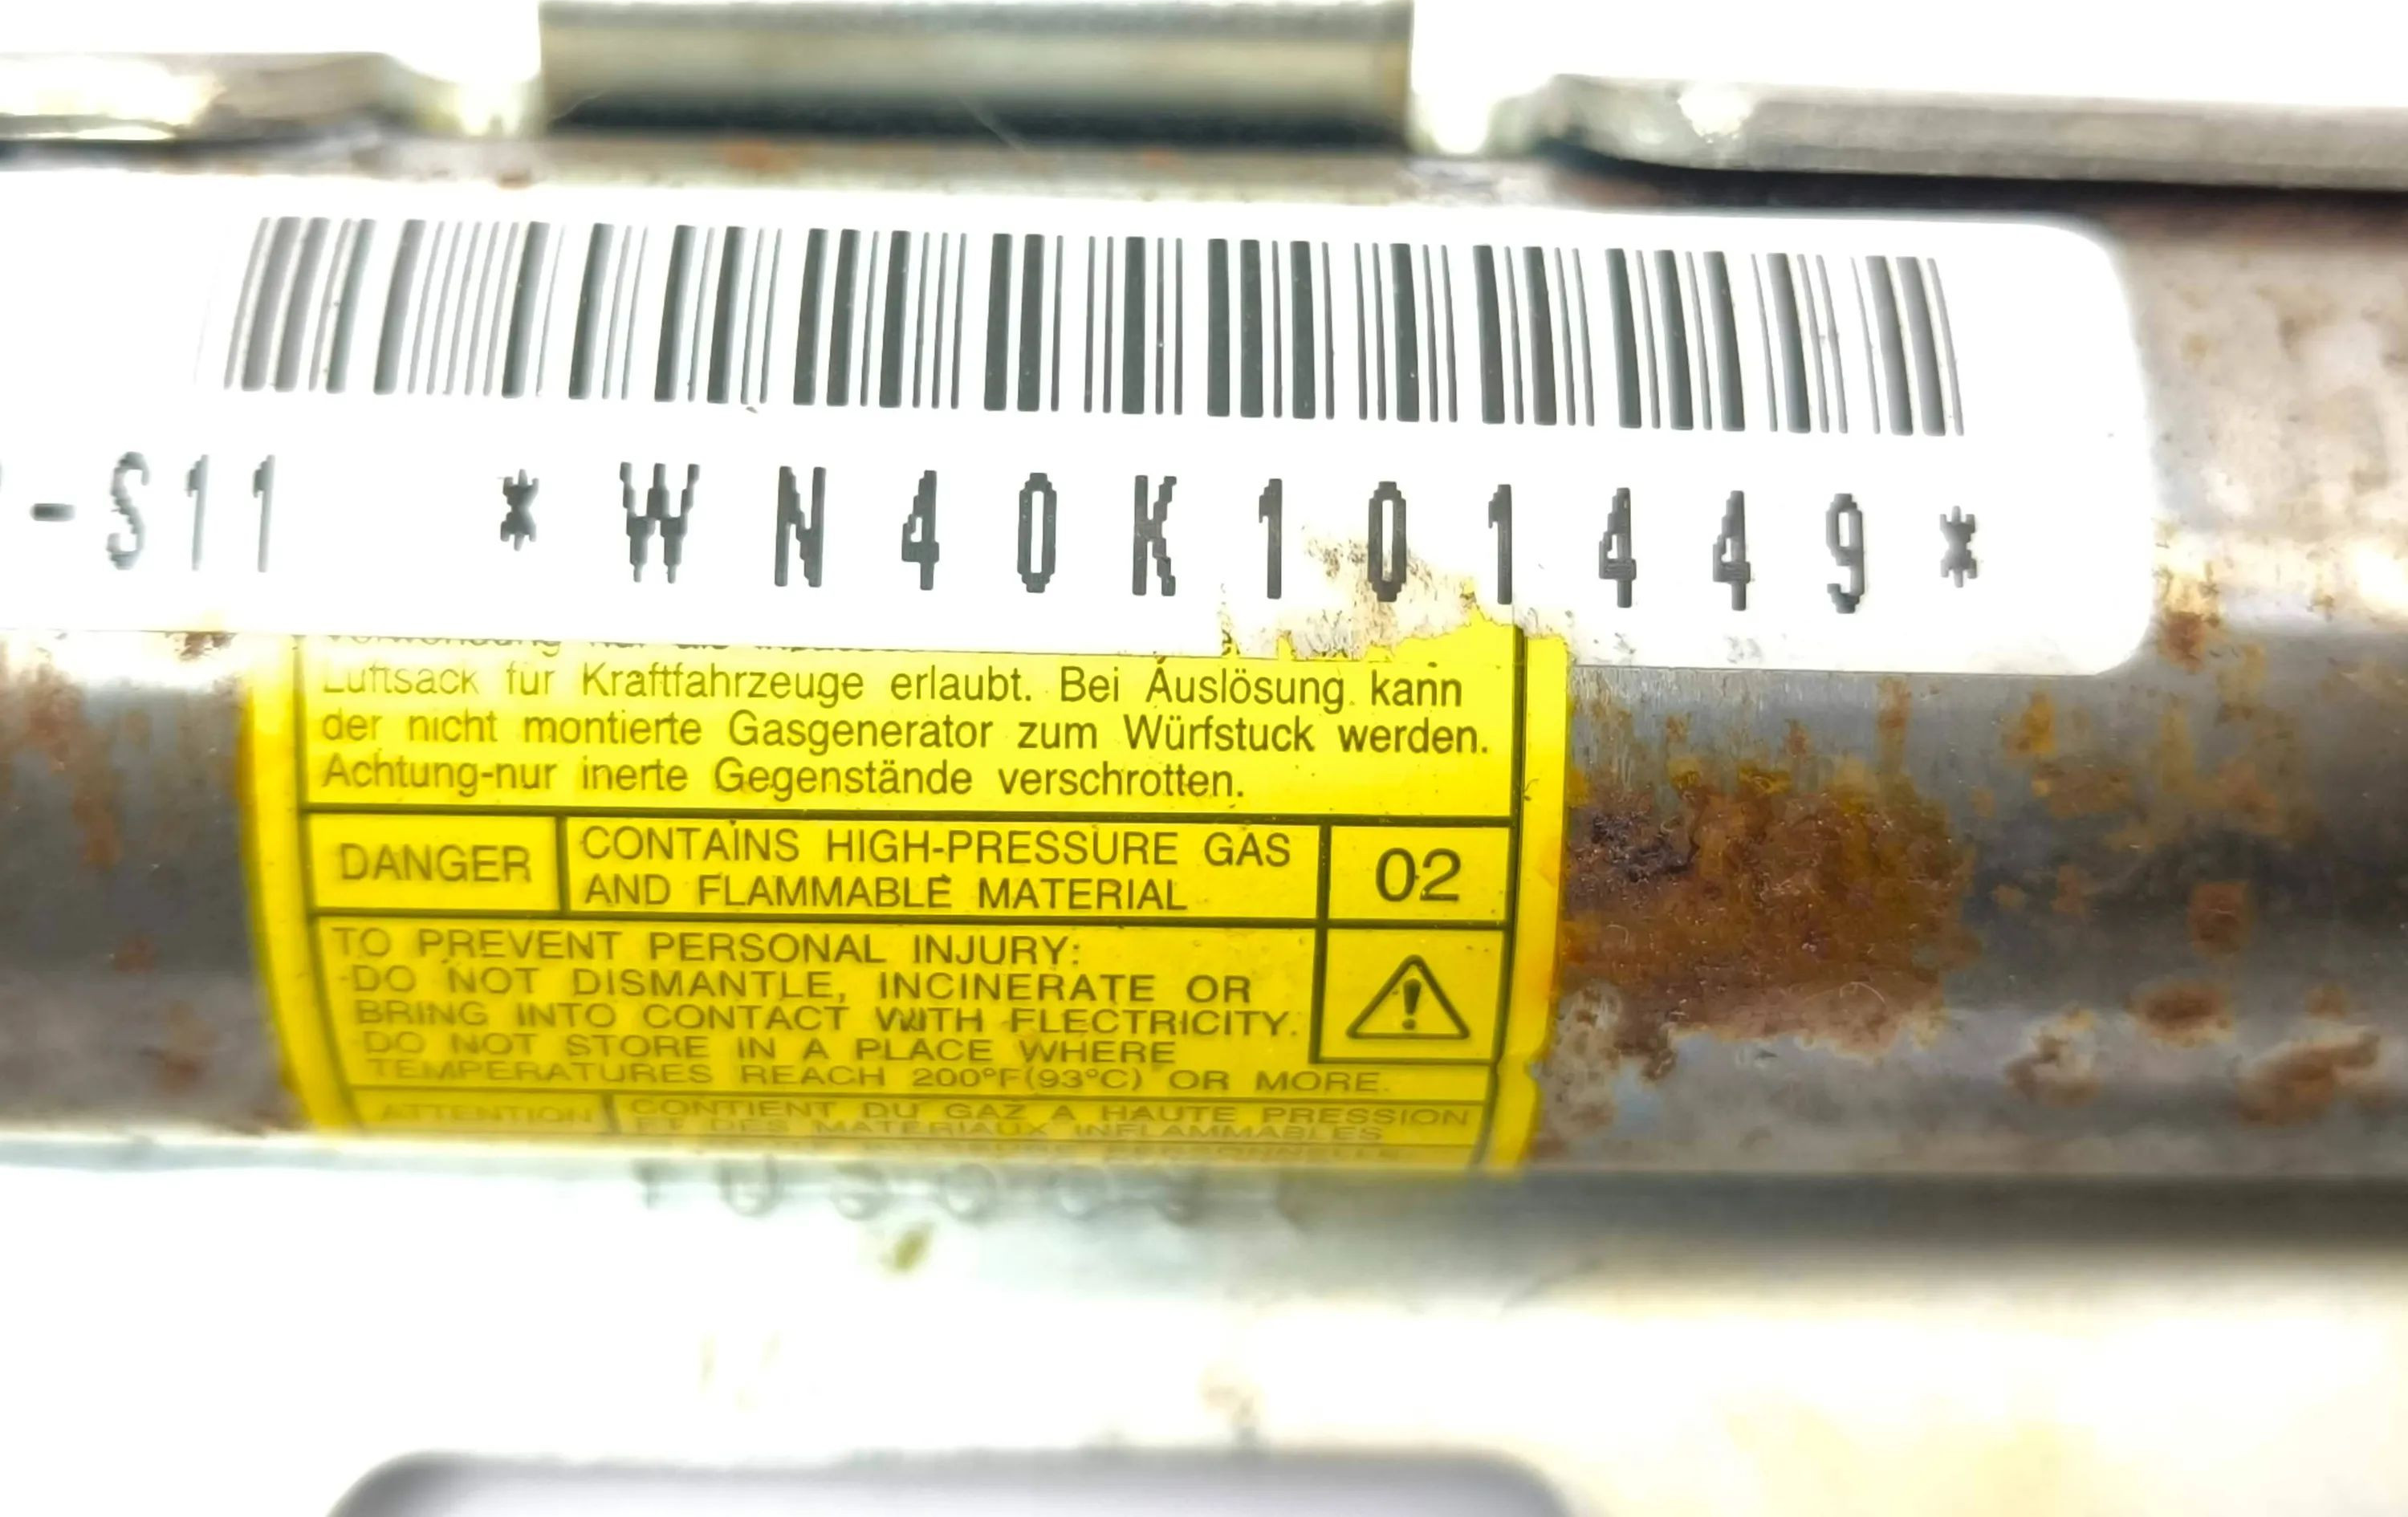 -S11 *WN40K101449*
Luftsack für Kraftfahrzeuge erlaubt. Bei Auslösung kann
der nicht montierte Gasgenerator zum Würfstuck werden.
Achtung-nur inerte Gegenstände verschrotten.
DANGER
CONTAINS HIGH-PRESSURE GAS
AND FLAMMABLE MATERIAL
02
TO PREVENT PERSONAL INJURY:
-DO NOT DISMANTLE, INCINERATE OR
BRING INTO CONTACT WITH ELECTRICITY.
-DO NOT STORE IN A PLACE WHERE
TEMPERATURES REACH 200°F(93°C) OR MORE.
ATTENTION
CONTIENT DU GAZ A HAUTE PRESSION
ET DES MATERIAUX INFLAMMABLES
PERSONNELLE